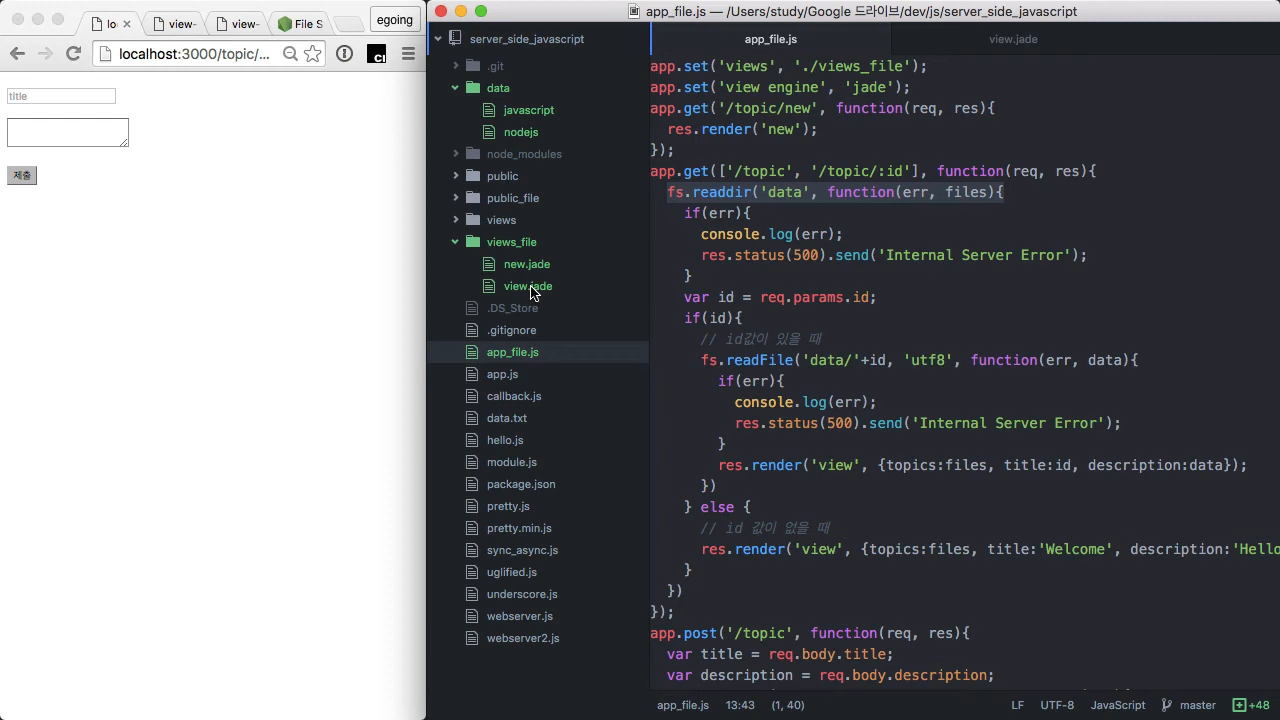 lo
view-
view-
File S
egoing
localhost:3000/topic/...
title
제출
app_file.js — /Users/study/Google 드라이브/dev/js/server_side_javascript
server_side_javascript
.git
data
javascript
nodejs
node_modules
public
public_file
views
views_file
new.jade
view.jade
.DS_Store
.gitignore
app_file.js
app.js
callback.js
data.txt
hello.js
module.js
package.json
pretty.js
pretty.min.js
sync_async.js
uglified.js
underscore.js
webserver.js
webserver2.js
app_file.js
view.jade
app.set('views', './views_file');
app.set('view engine', 'jade');
app.get('/topic/new', function(req, res){
  res.render('new');
});
app.get(['/topic', '/topic/:id'], function(req, res){
  fs.readdir('data', function(err, files){
    if(err){
      console.log(err);
      res.status(500).send('Internal Server Error');
    }
    var id = req.params.id;
    if(id){
      // id값이 있을 때
      fs.readFile('data/'+id, 'utf8', function(err, data){
        if(err){
          console.log(err);
          res.status(500).send('Internal Server Error');
        }
        res.render('view', {topics:files, title:id, description:data});
      })
    } else {
      // id 값이 없을 때
      res.render('view', {topics:files, title:'Welcome', description:'Hello
    }
  })
});
app.post('/topic', function(req, res){
  var title = req.body.title;
  var description = req.body.description;
app_file.js 13:43 (1, 40)
LF UTF-8 JavaScript master +48